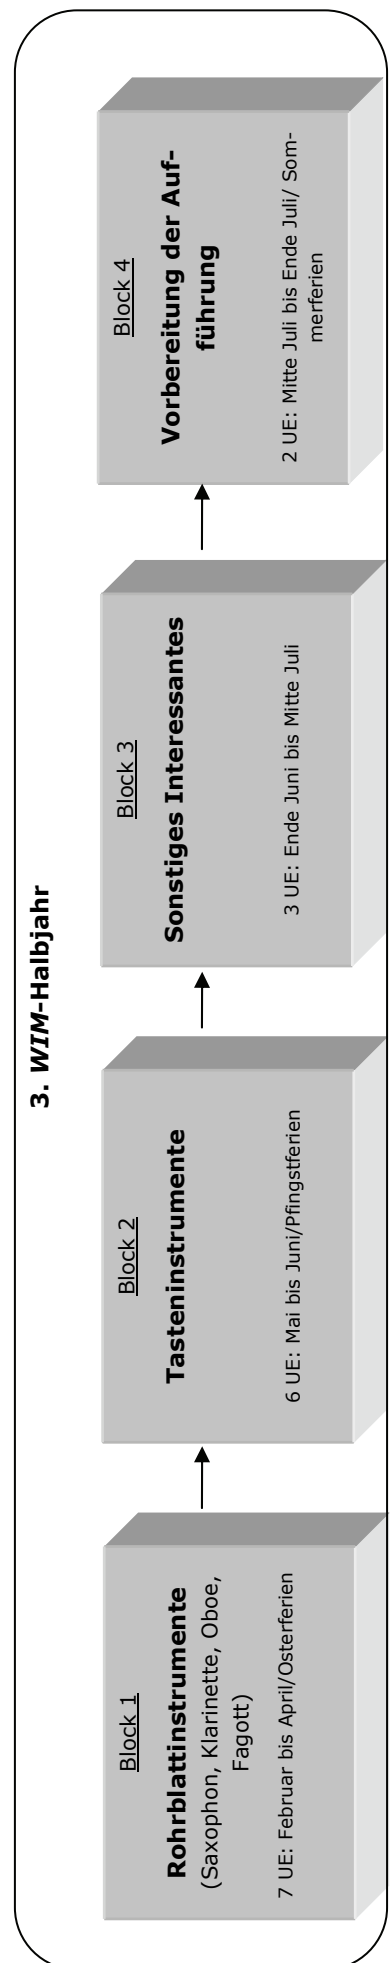 3. WIM-Halbjahr
Block 1
Rohrblattinstrumente
(Saxophon, Klarinette, Oboe,
Fagott)
7 UE: Februar bis April/Osterferien
Block 2
Tasteninstrumente
6 UE: Mai bis Juni/Pfingstferien
Block 3
Sonstiges Interessantes
3 UE: Ende Juni bis Mitte Juli
Block 4
Vorbereitung der Auf-
führung
2 UE: Mitte Juli bis Ende Juli/ Som-
merferien